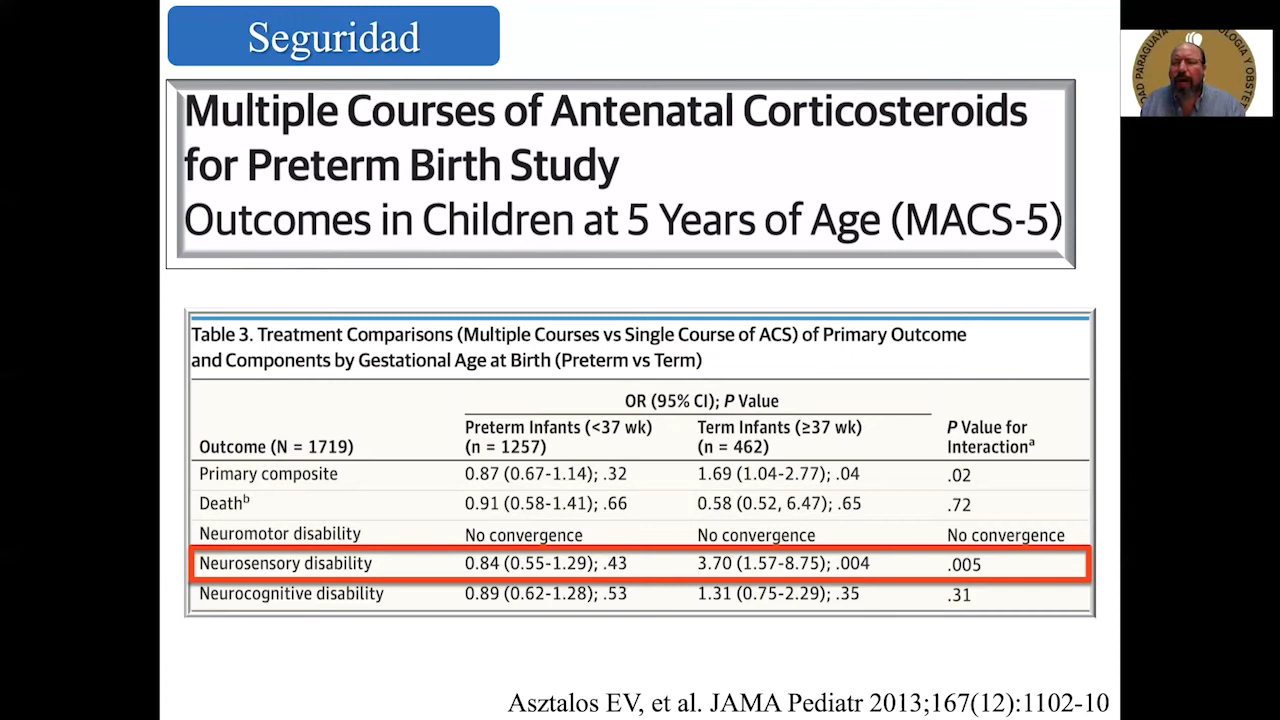 Seguridad
Multiple Courses of Antenatal Corticosteroids
for Preterm Birth Study
Outcomes in Children at 5 Years of Age (MACS-5)
Table 3. Treatment Comparisons (Multiple Courses vs Single Course of ACS) of Primary Outcome
and Components by Gestational Age at Birth (Preterm vs Term)
OR (95% CI); P Value
Outcome (N = 1719) Preterm Infants (<37 wk) (n = 1257) Term Infants (≥37 wk) (n = 462) P Value for Interactionᵃ
Primary composite 0.87 (0.67-1.14); .32 1.69 (1.04-2.77); .04 .02
Deathᵇ 0.91 (0.58-1.41); .66 0.58 (0.52, 6.47); .65 .72
Neuromotor disability No convergence No convergence No convergence
Neurosensory disability 0.84 (0.55-1.29); .43 3.70 (1.57-8.75); .004 .005
Neurocognitive disability 0.89 (0.62-1.28); .53 1.31 (0.75-2.29); .35 .31
Asztalos EV, et al. JAMA Pediatr 2013;167(12):1102-10
PARAGUAYA
Y OBSTE